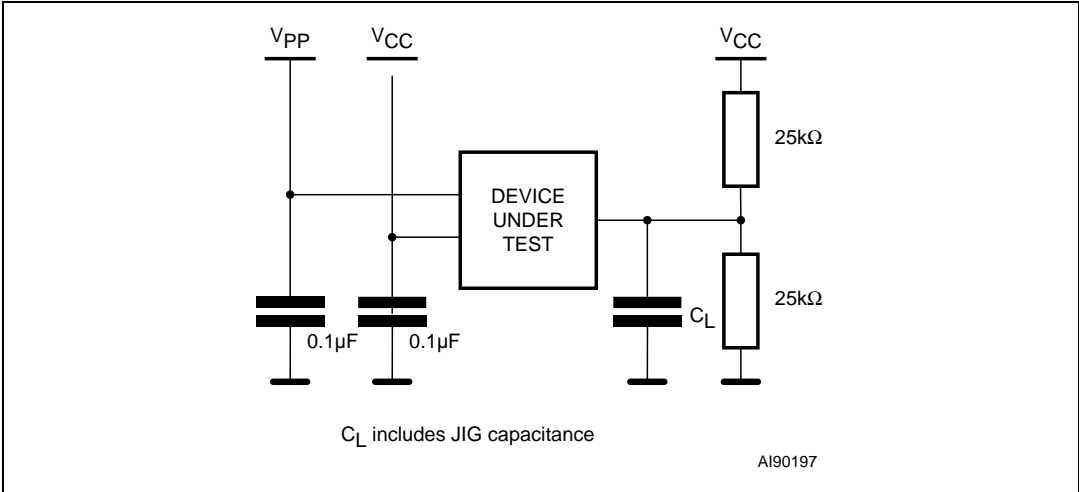 VPP
VCC
VCC
25kΩ
DEVICE
UNDER
TEST
25kΩ
CL
0.1µF
0.1µF
CL includes JIG capacitance
AI90197